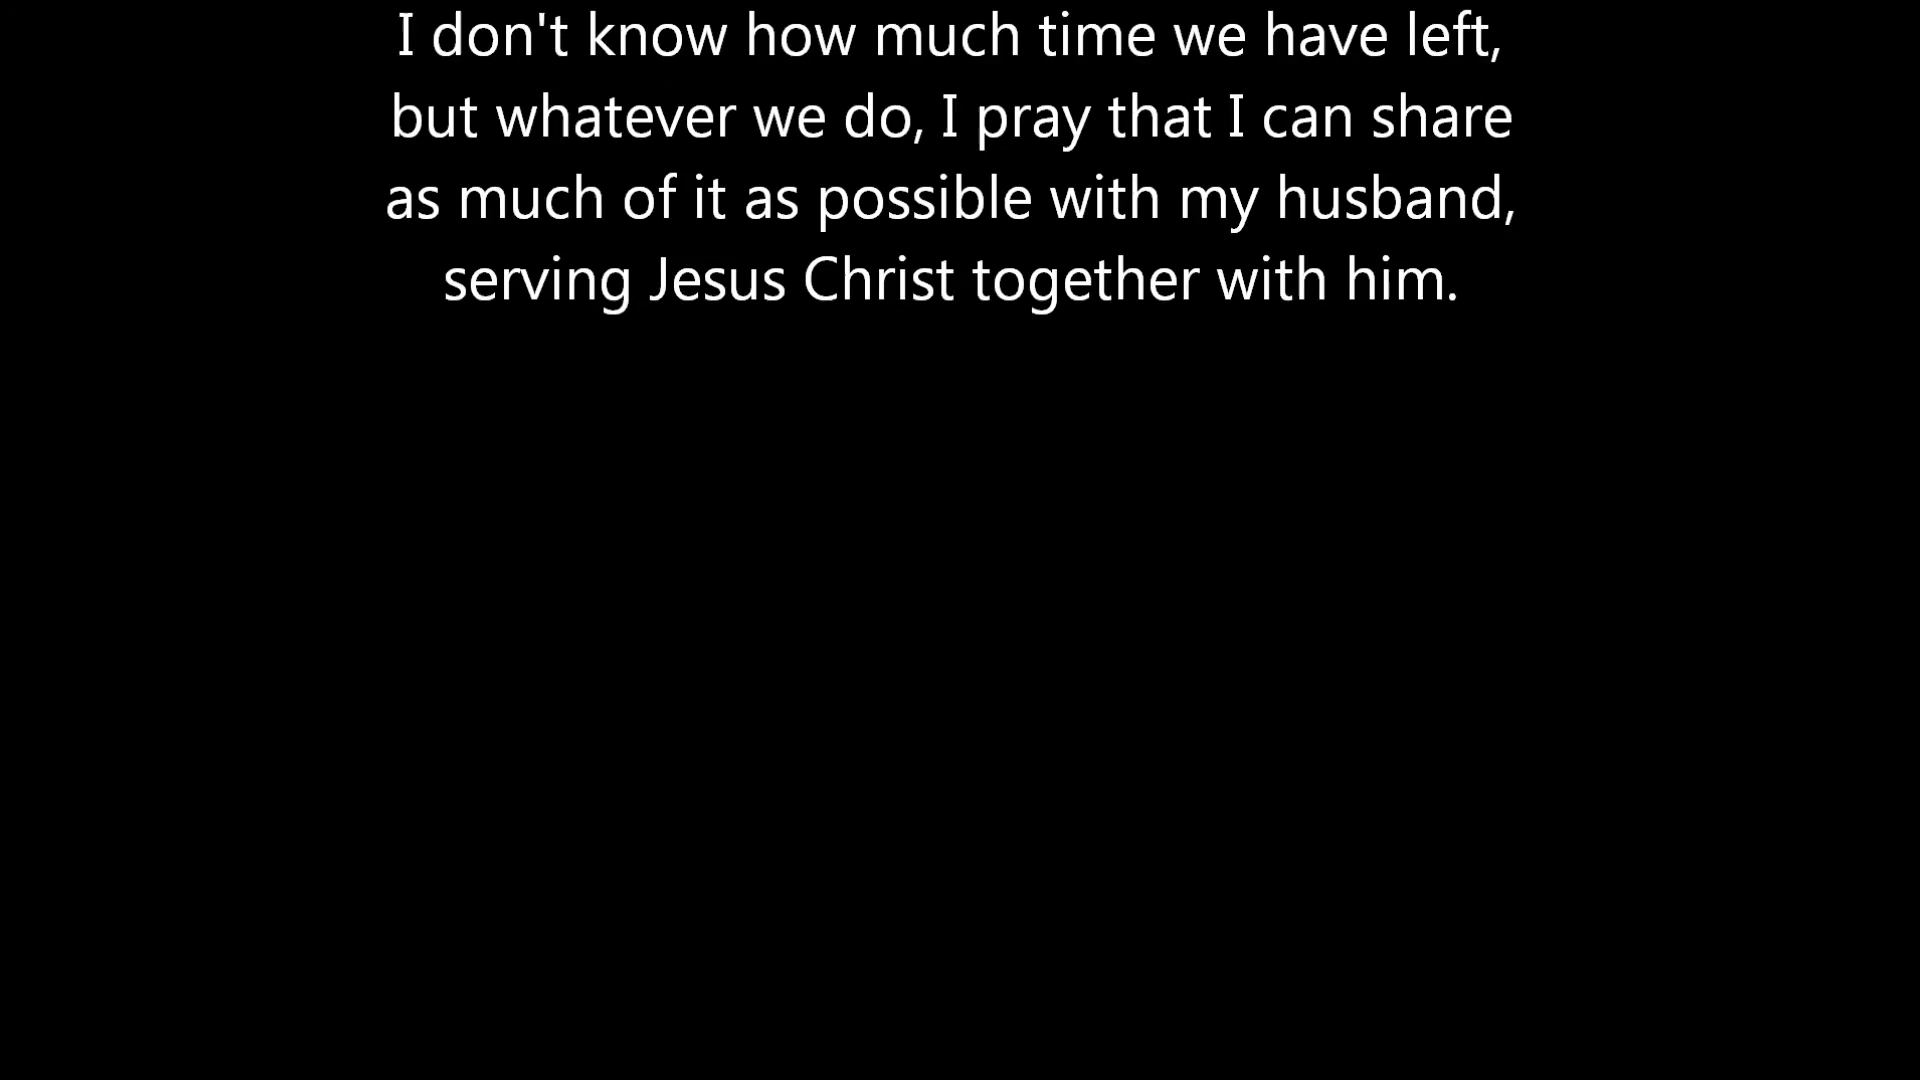 I don't know how much time we have left,
but whatever we do, I pray that I can share
as much of it as possible with my husband,
serving Jesus Christ together with him.